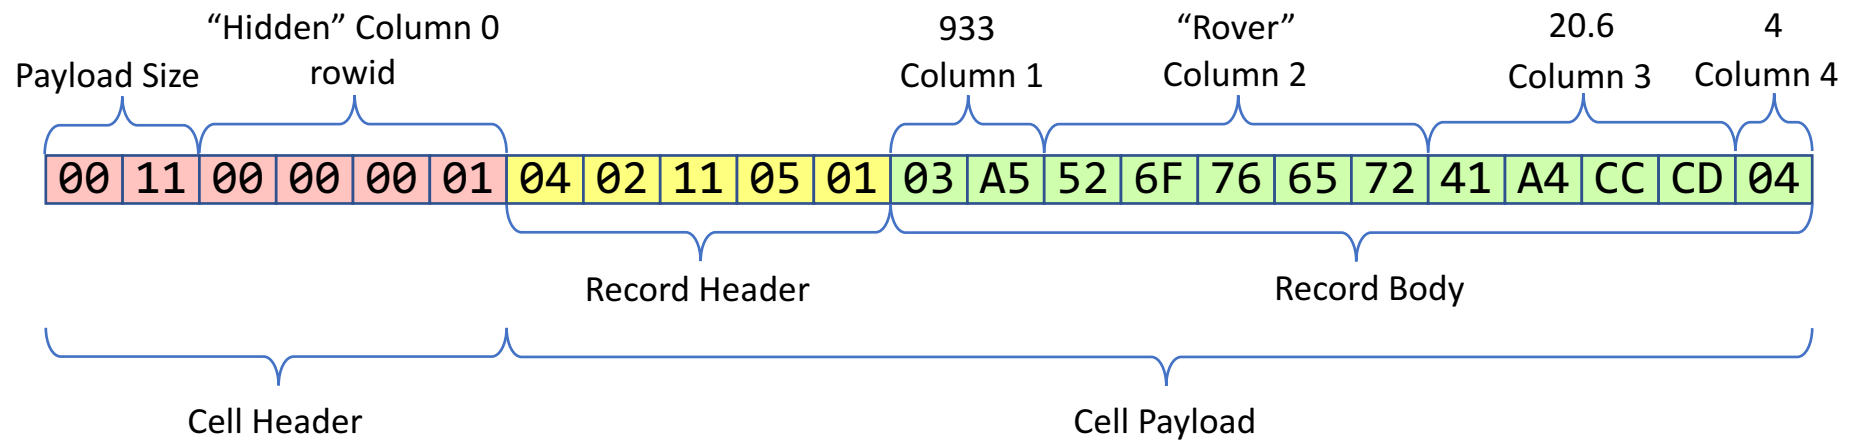 “Hidden” Column 0
933
“Rover”
20.6
4
Payload Size
rowid
Column 1
Column 2
Column 3
Column 4
00 11 00 00 00 01 04 02 11 05 01 03 A5 52 6F 76 65 72 41 A4 CC CD 04
Record Header
Record Body
Cell Header
Cell Payload